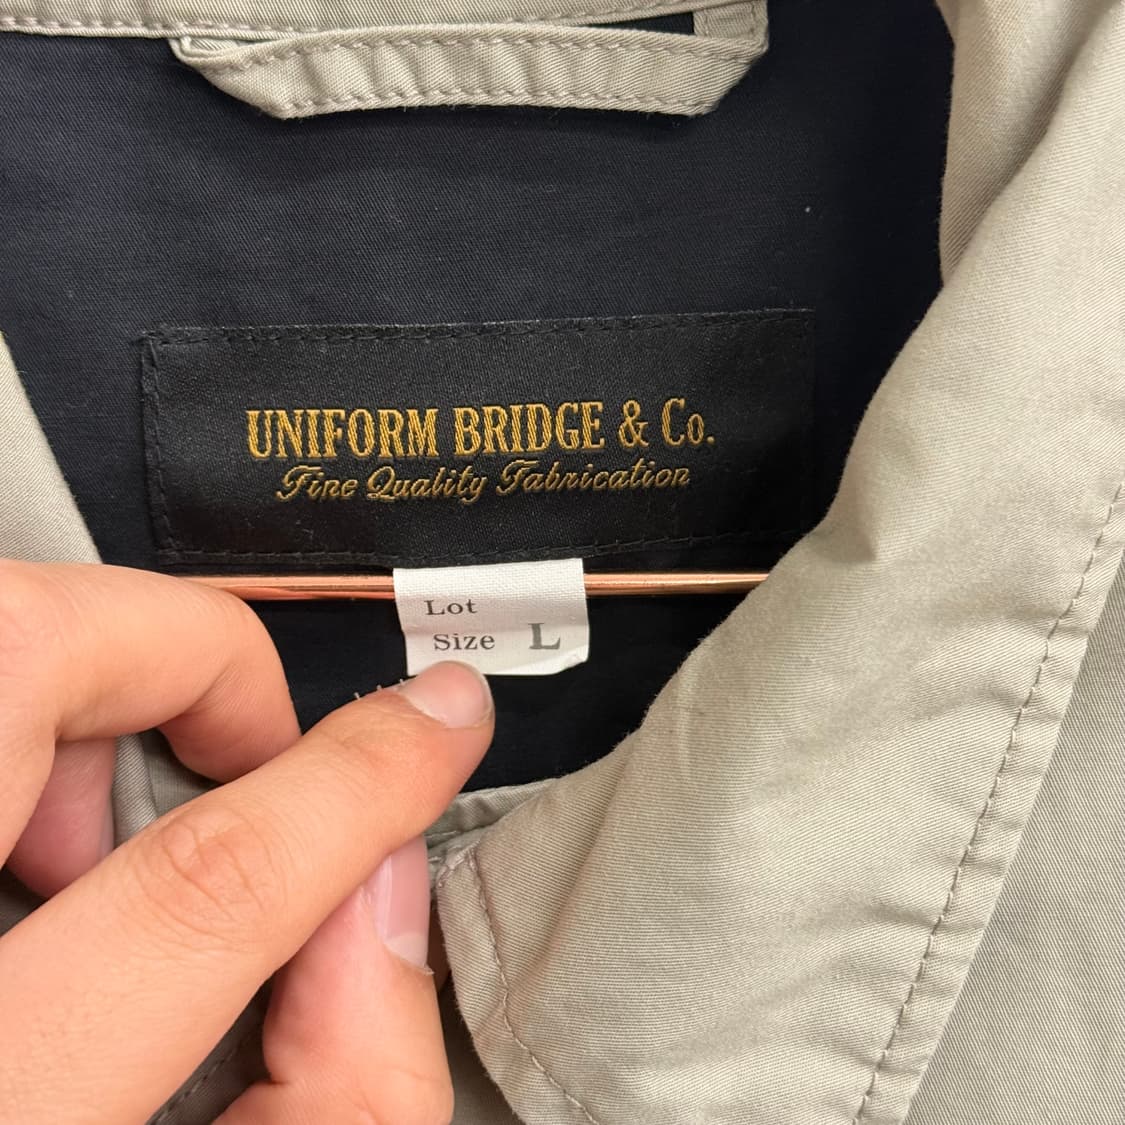 UNIFORM BRIDGE & Co.
Fine Quality Fabrication
Lot
Size L